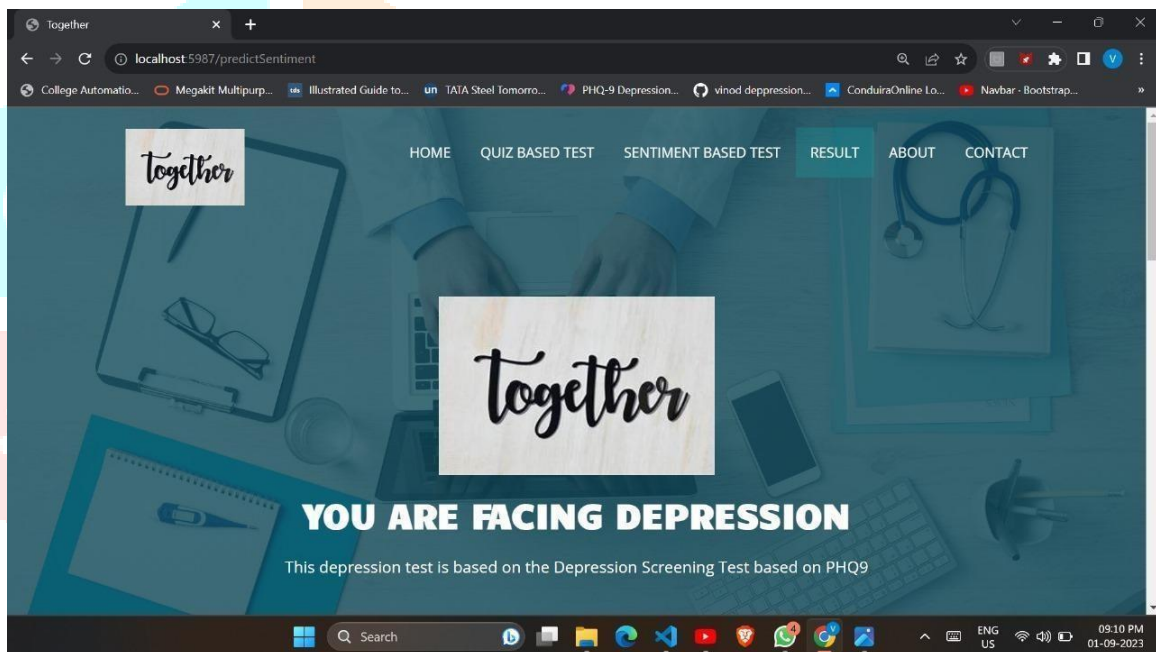 Together
localhost:5987/predictSentiment
College Automatio... Megakit Multipurp... tds Illustrated Guide to... un TATA Steel Tomorro... PHQ-9 Depression... vinod deppression... ConduiraOnline Lo... Navbar - Bootstrap... »
together
HOME QUIZ BASED TEST SENTIMENT BASED TEST RESULT ABOUT CONTACT
together
YOU ARE FACING DEPRESSION
This depression test is based on the Depression Screening Test based on PHQ9
Search
4
V
ENG
US
09:10 PM
01-09-2023